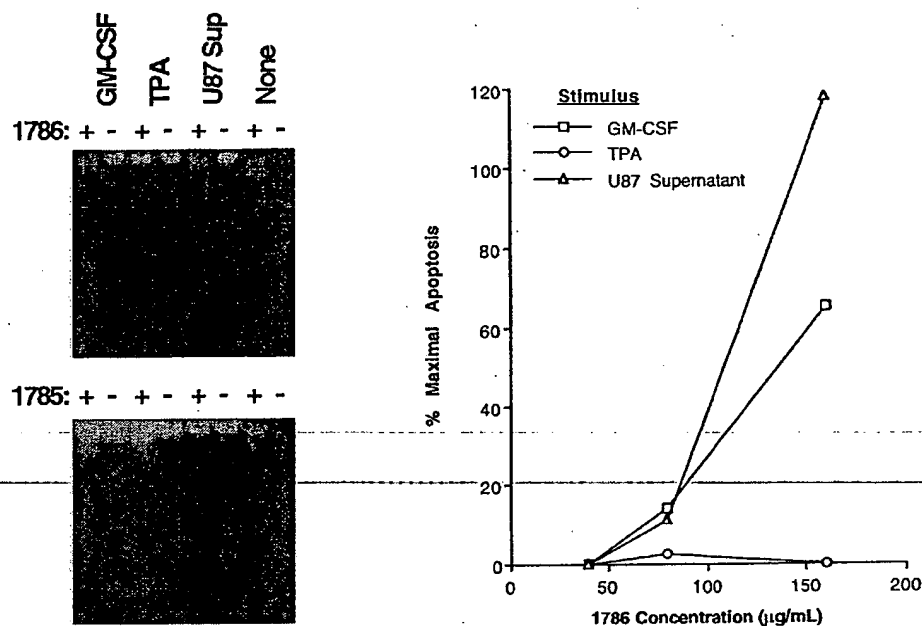 GM-CSF
TPA
U87 Sup
None
1786: + - + - + - + -
1785: + - + - + - + -
Stimulus
GM-CSF
TPA
U87 Supernatant
% Maximal Apoptosis
120
100
80
60
40
20
0
0 50 100 150 200
1786 Concentration (µg/mL)